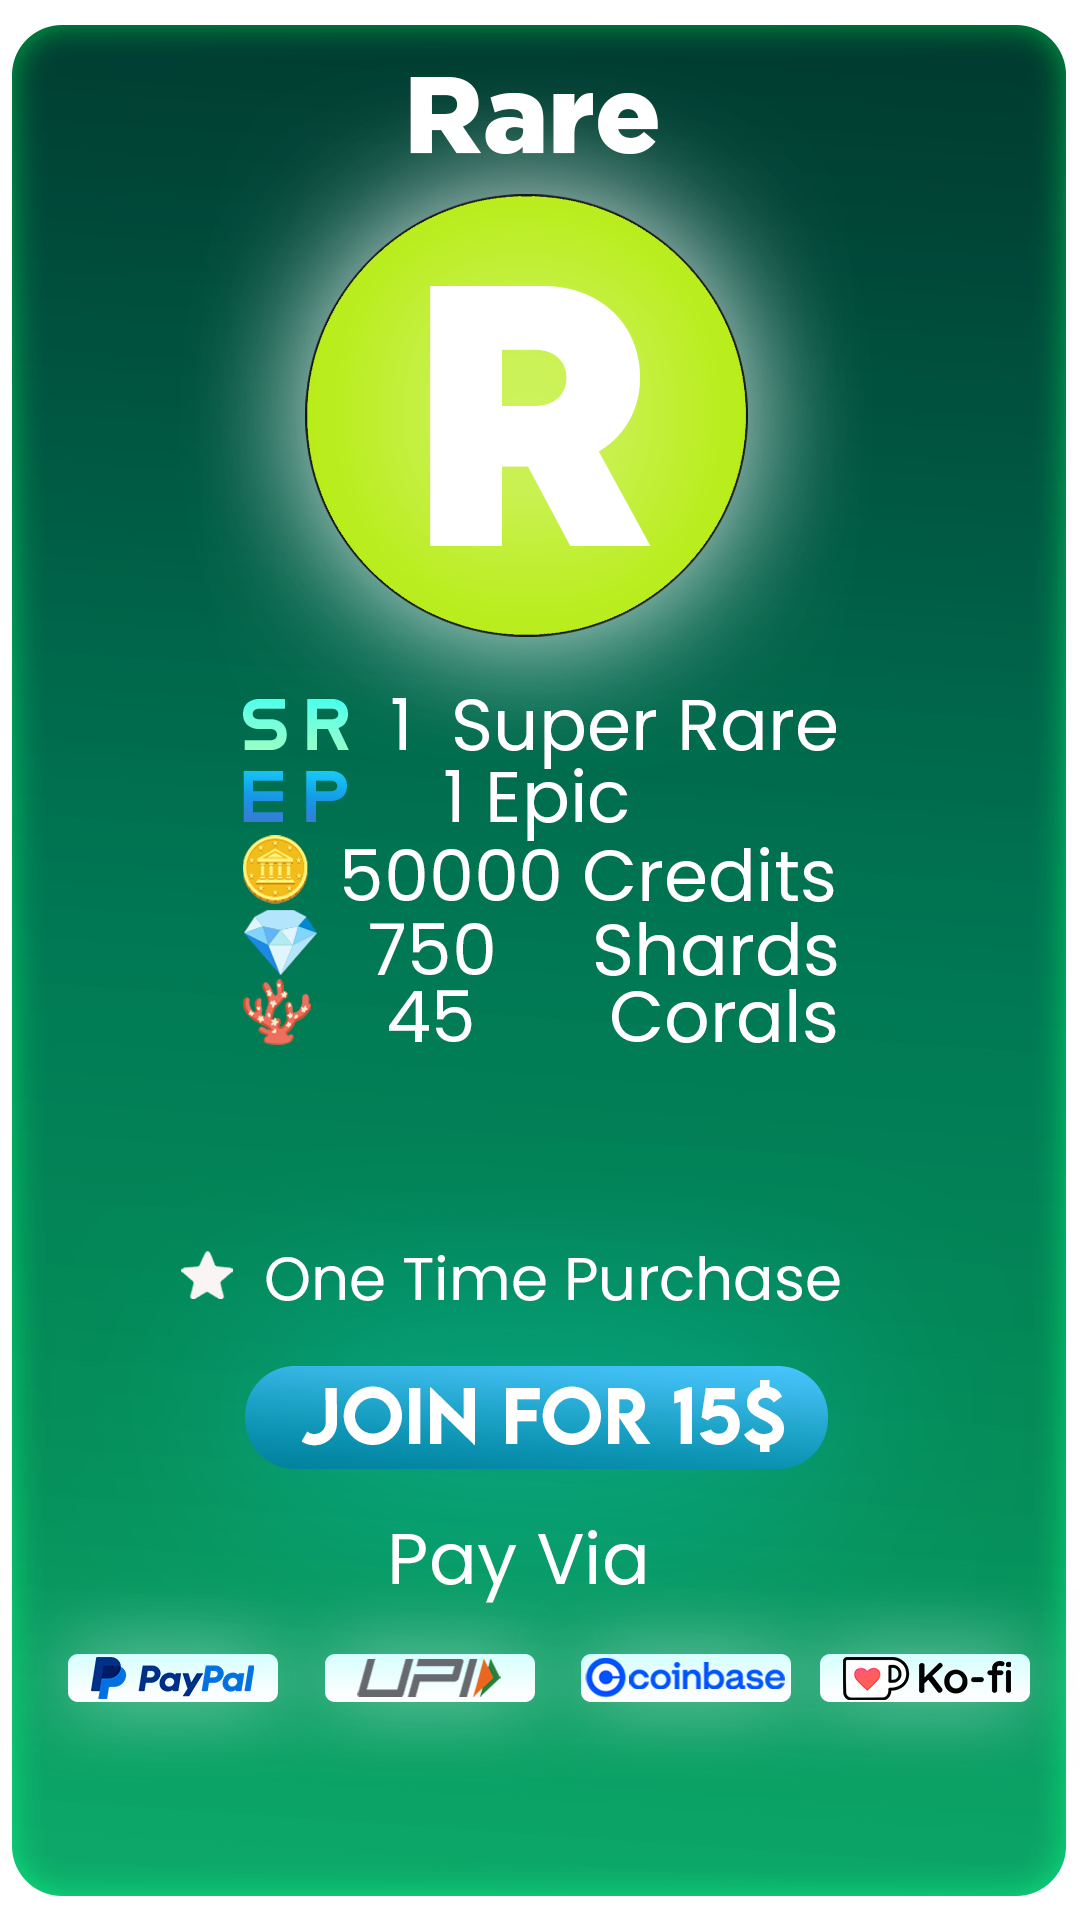 Rare
R
SR 1 Super Rare
EP 1 Epic
50000 Credits
750 Shards
45 Corals
One Time Purchase
JOIN FOR 15$
Pay Via
PayPal UPI coinbase Ko-fi